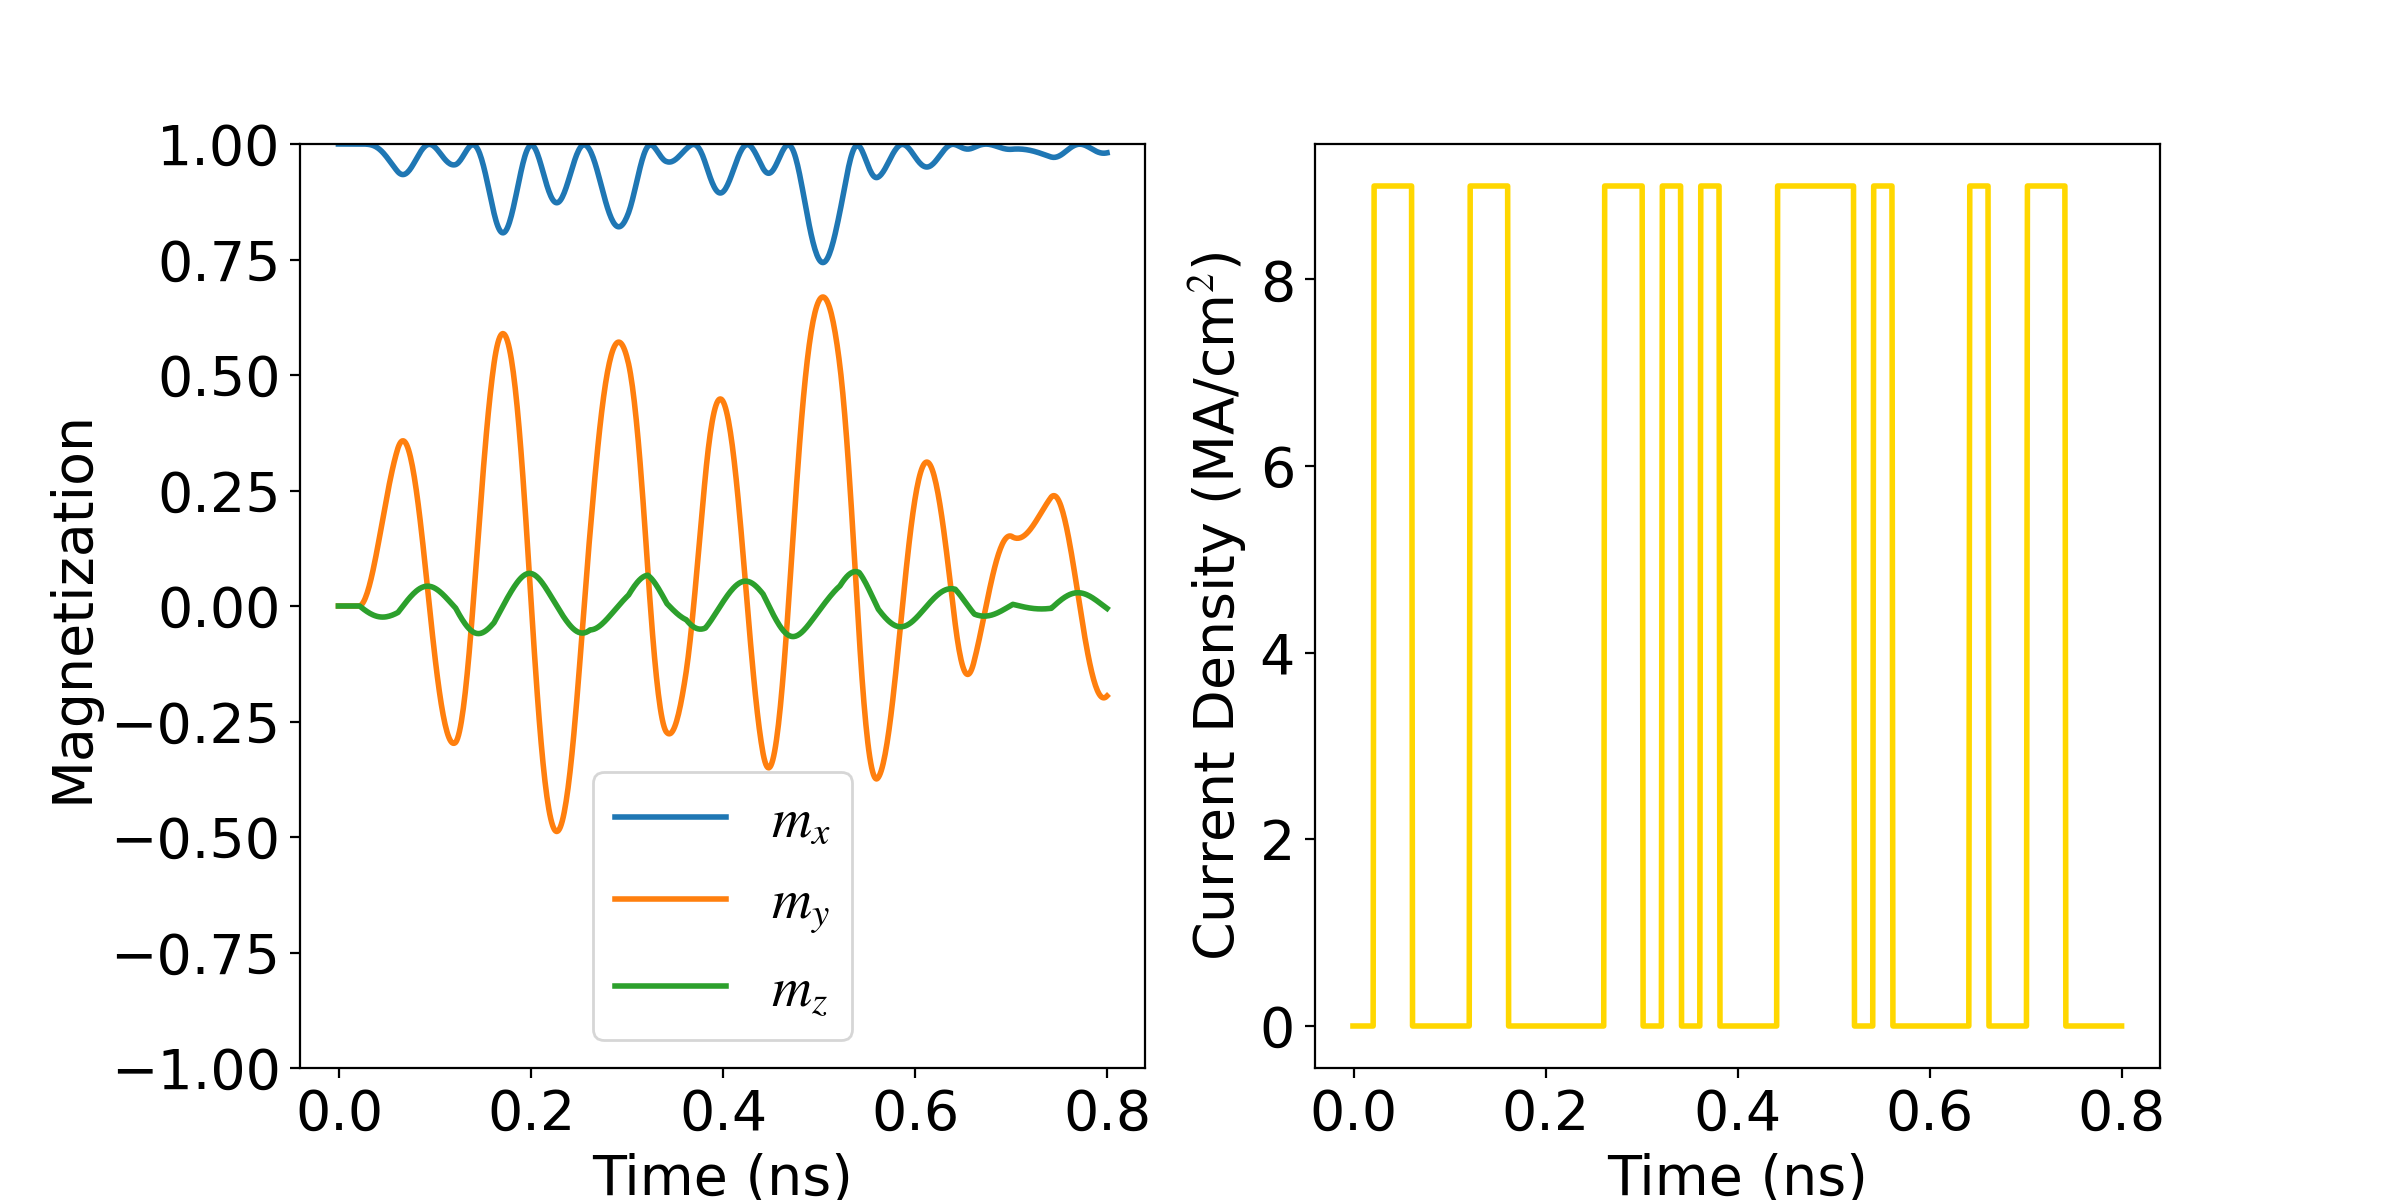 Magnetization
1.00
0.75
0.50
0.25
0.00
−0.25
−0.50
−0.75
−1.00
0.0 0.2 0.4 0.6 0.8
Time (ns)
m_x
m_y
m_z
Current Density (MA/cm²)
8
6
4
2
0
0.0 0.2 0.4 0.6 0.8
Time (ns)